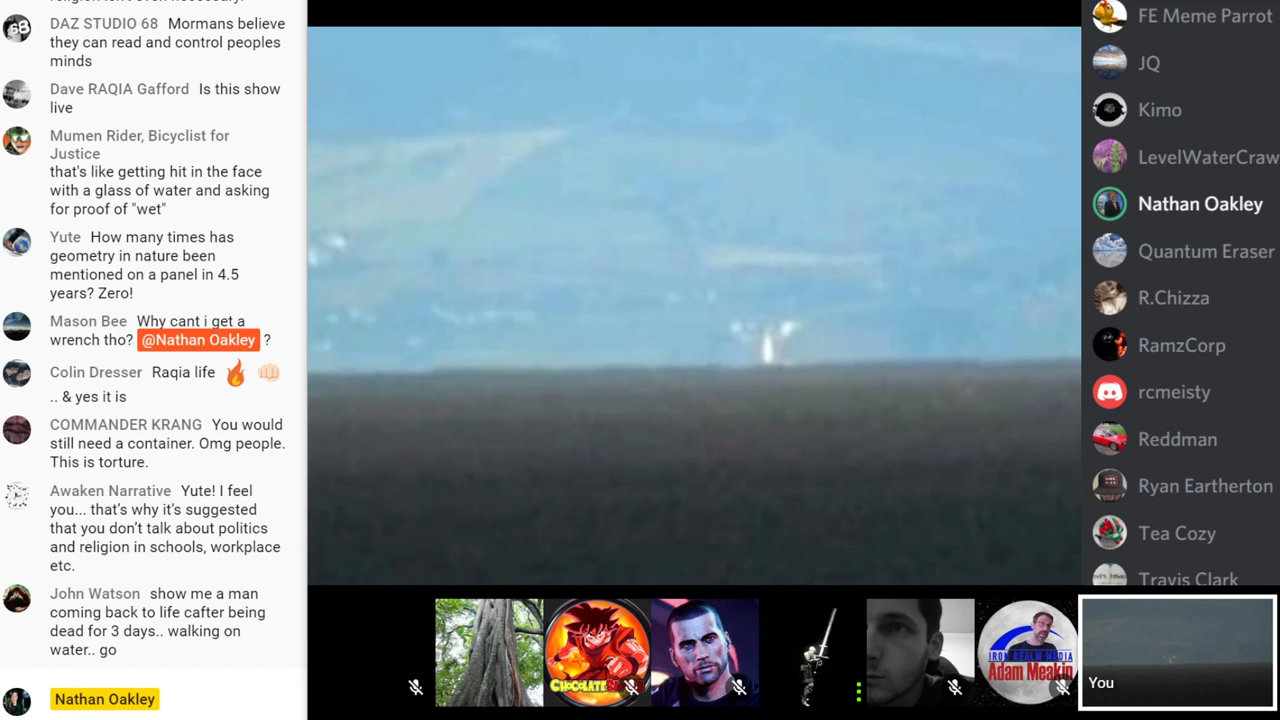 DAZ STUDIO 68 Mormans believe
they can read and control peoples
minds
Dave RAQIA Gafford Is this show
live
Mumen Rider, Bicyclist for
Justice
that's like getting hit in the face
with a glass of water and asking
for proof of "wet"
Yute How many times has
geometry in nature been
mentioned on a panel in 4.5
years? Zero!
Mason Bee Why cant i get a
wrench tho? @Nathan Oakley ?
Colin Dresser Raqia life 🔥 👊🏻
.. & yes it is
COMMANDER KRANG You would
still need a container. Omg people.
This is torture.
Awaken Narrative Yute! I feel
you... that's why it's suggested
that you don't talk about politics
and religion in schools, workplace
etc.
John Watson show me a man
coming back to life cafter being
dead for 3 days.. walking on
water.. go
Nathan Oakley
68
FE Meme Parrot
JQ
Kimo
LevelWaterCraw
Nathan Oakley
Quantum Eraser
R.Chizza
RamzCorp
rcmeisty
Reddman
Ryan Eartherton
Tea Cozy
Travis Clark
IRON REALM MEDIA
Adam Meakin
You